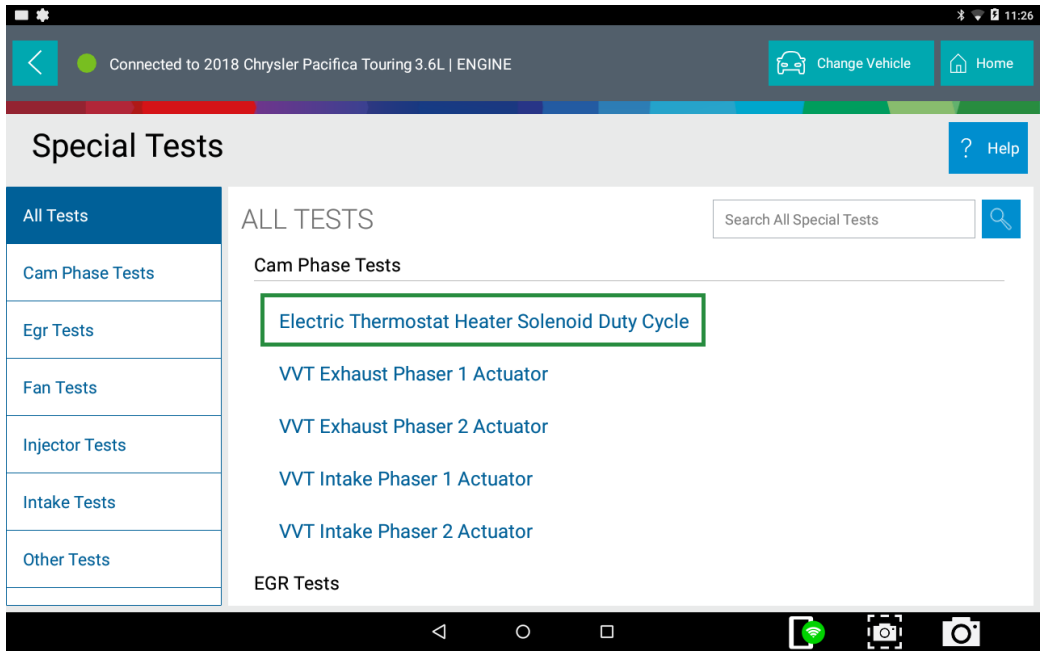 11:26
Connected to 2018 Chrysler Pacifica Touring 3.6L | ENGINE
Change Vehicle
Home
Special Tests
? Help
All Tests
Cam Phase Tests
Egr Tests
Fan Tests
Injector Tests
Intake Tests
Other Tests
ALL TESTS
Search All Special Tests
Cam Phase Tests
Electric Thermostat Heater Solenoid Duty Cycle
VVT Exhaust Phaser 1 Actuator
VVT Exhaust Phaser 2 Actuator
VVT Intake Phaser 1 Actuator
VVT Intake Phaser 2 Actuator
EGR Tests